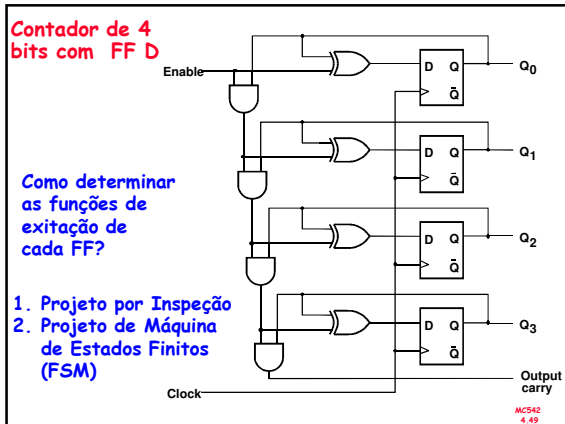 Contador de 4
bits com FF D
Enable
D Q
Q̄
Q0
D Q
Q̄
Q1
Como determinar
as funções de
exitação de
cada FF?
D Q
Q̄
Q2
1. Projeto por Inspeção
2. Projeto de Máquina
de Estados Finitos
(FSM)
D Q
Q̄
Q3
Output
carry
Clock
MC542
4.49